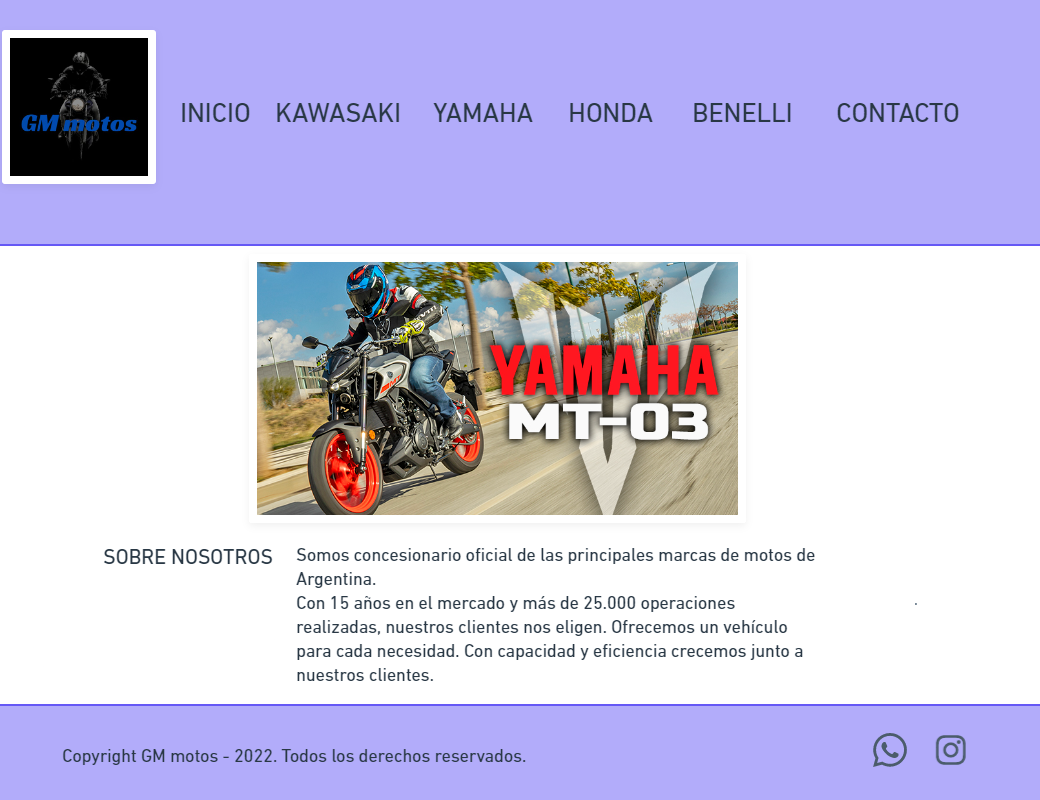 GM motos
INICIO KAWASAKI YAMAHA HONDA BENELLI CONTACTO
YAMAHA
MT-03
SOBRE NOSOTROS
Somos concesionario oficial de las principales marcas de motos de
Argentina.
Con 15 años en el mercado y más de 25.000 operaciones
realizadas, nuestros clientes nos eligen. Ofrecemos un vehículo
para cada necesidad. Con capacidad y eficiencia crecemos junto a
nuestros clientes.
.
Copyright GM motos - 2022. Todos los derechos reservados.